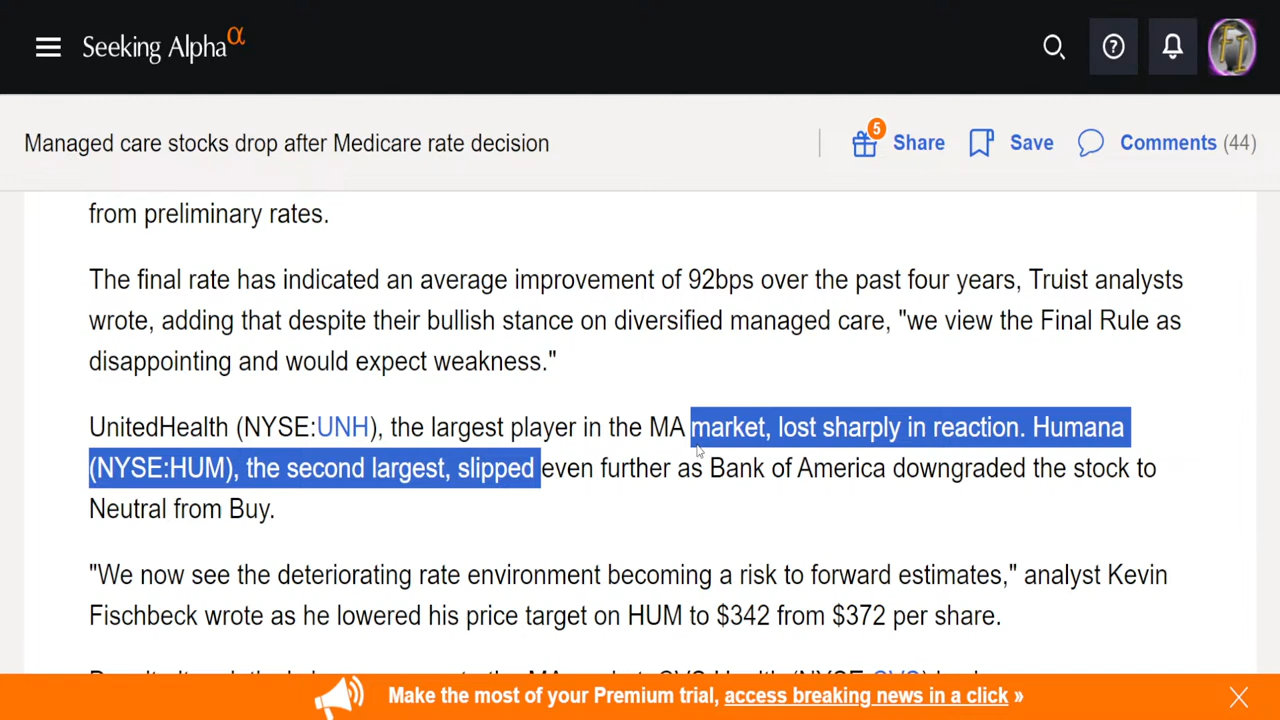 Seeking Alpha α
Managed care stocks drop after Medicare rate decision
5
Share
Save
Comments (44)
from preliminary rates.
The final rate has indicated an average improvement of 92bps over the past four years, Truist analysts
wrote, adding that despite their bullish stance on diversified managed care, "we view the Final Rule as
disappointing and would expect weakness."
UnitedHealth (NYSE:UNH), the largest player in the MA market, lost sharply in reaction. Humana
(NYSE:HUM), the second largest, slipped even further as Bank of America downgraded the stock to
Neutral from Buy.
"We now see the deteriorating rate environment becoming a risk to forward estimates," analyst Kevin
Fischbeck wrote as he lowered his price target on HUM to $342 from $372 per share.
Make the most of your Premium trial, access breaking news in a click »